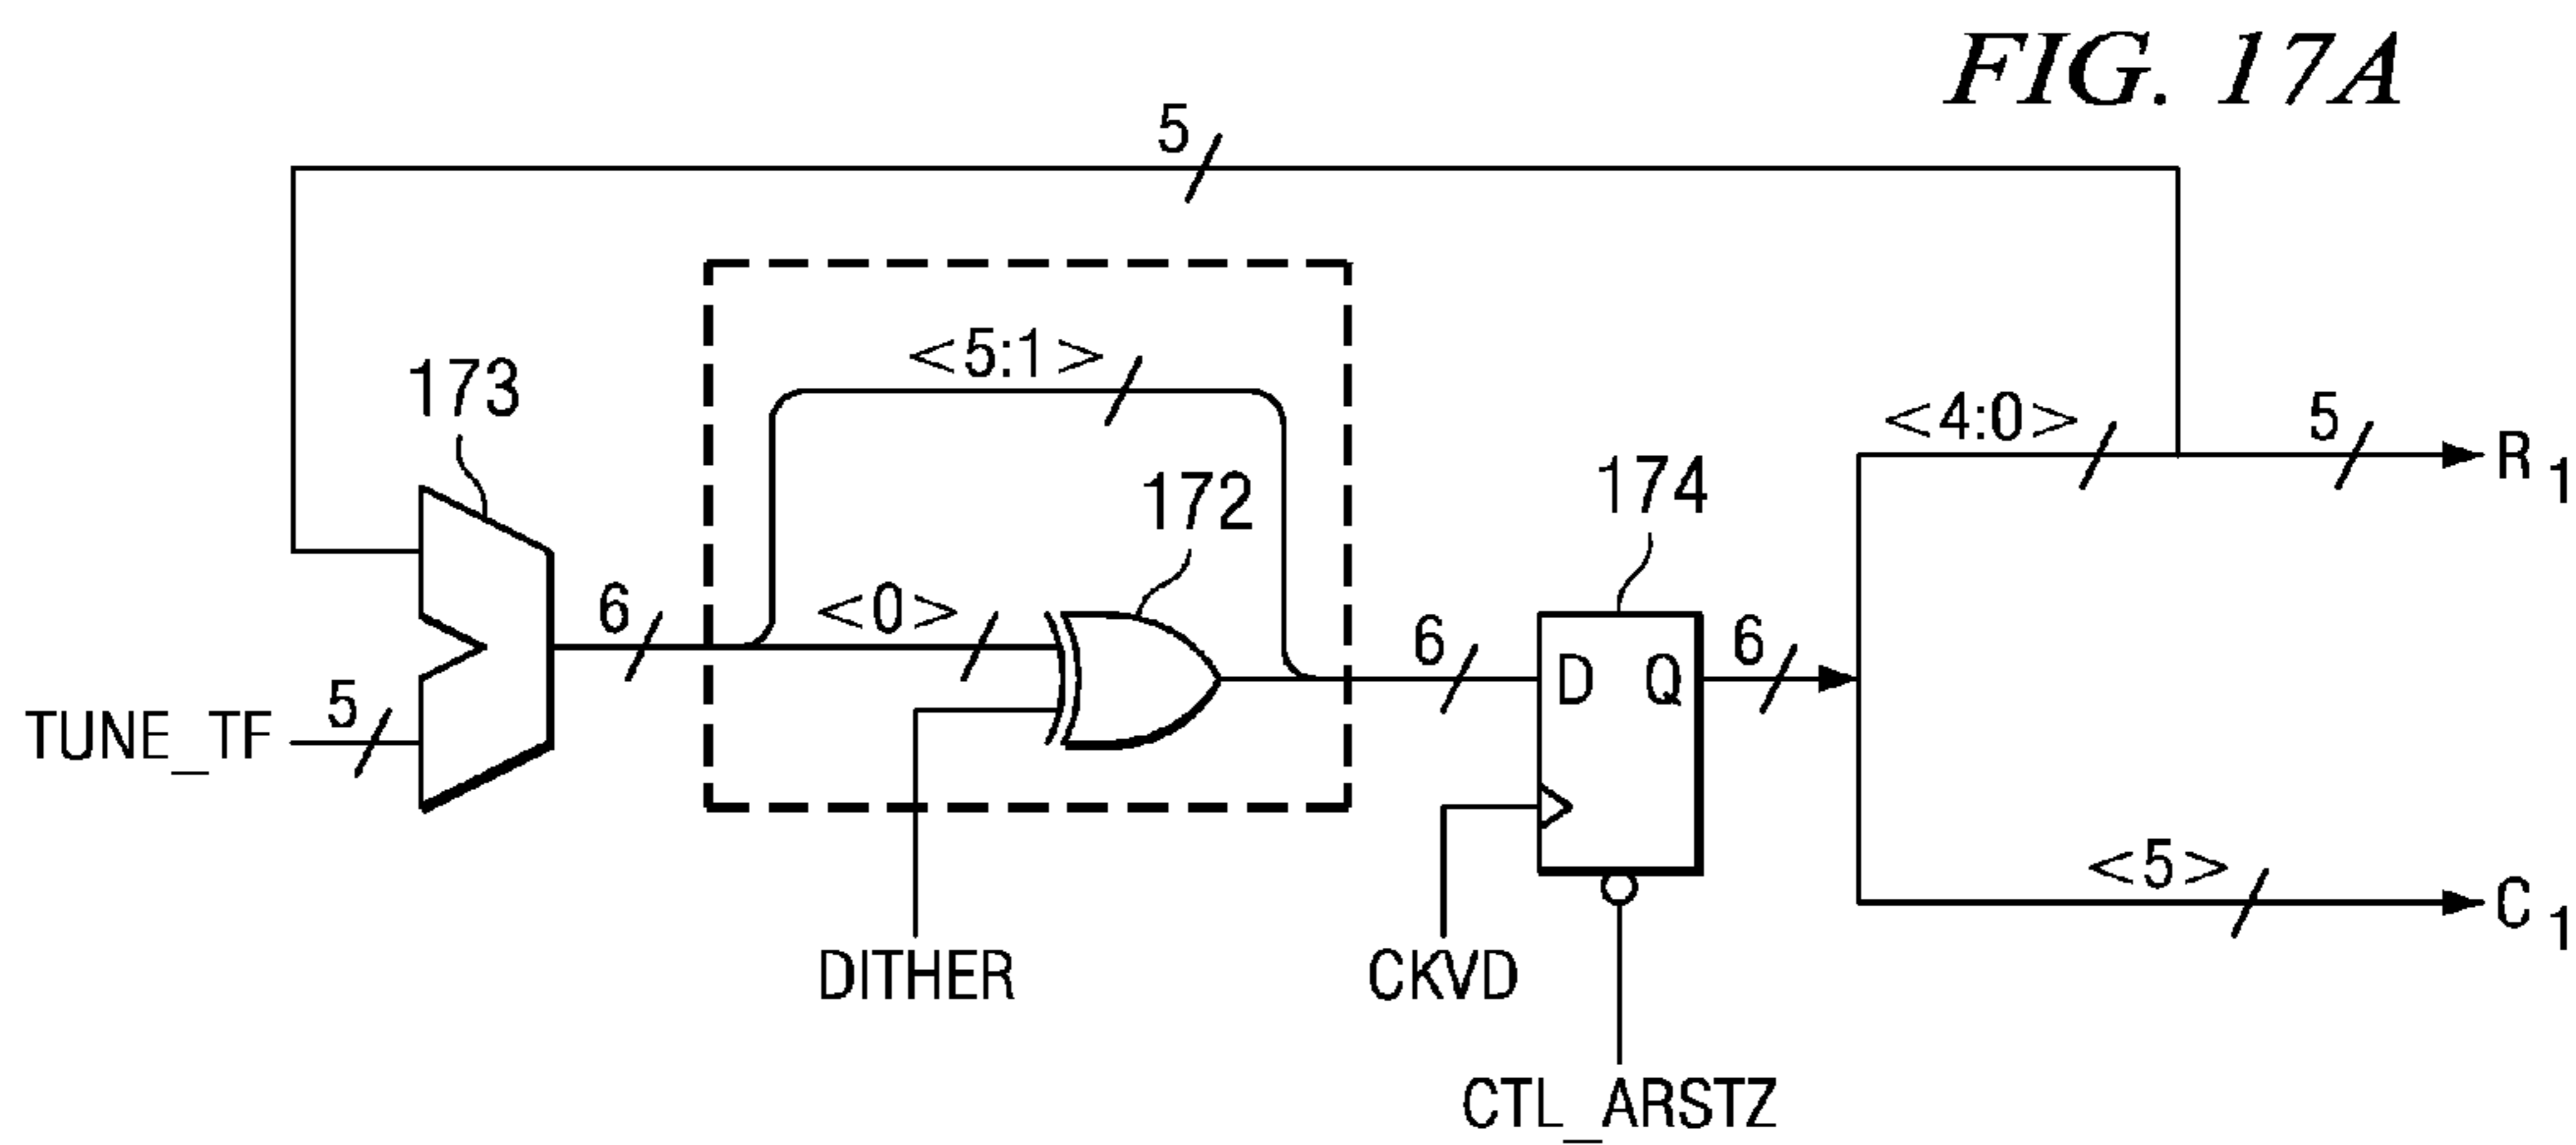 FIG. 17A
5
<5:1>
173
<4:0>
5
R1
172
174
6
<0>
6
D Q
6
TUNE_TF
5
<5>
C1
DITHER
CKVD
CTL_ARSTZ